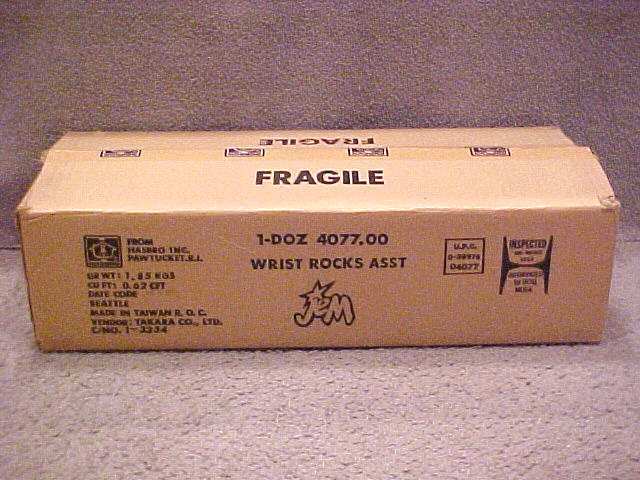 FRAGILE
FRAGILE
FROM
HASBRO INC.
PAWTUCKET.R.I.
GR WT: 1.85 KGS
CU FT: 0.62 CFT
DATE CODE
SEATTLE
MADE IN TAIWAN R.O.C.
VENDOR: TAKARA CO., LTD.
C/NO. 1-3334
1-DOZ 4077.00
WRIST ROCKS ASST
JEM
U.P.C.
04077
INSPECTED